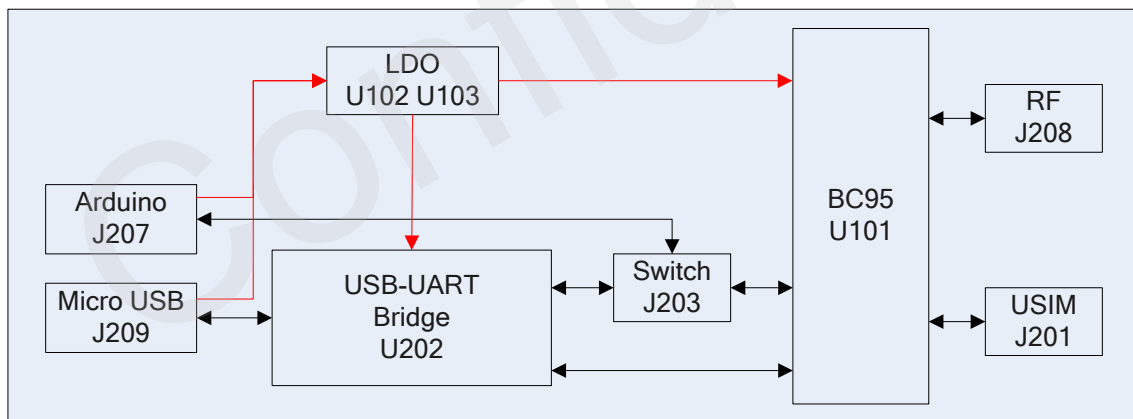 LDO
U102 U103
RF
J208
Arduino
J207
BC95
U101
Switch
J203
USB-UART
Bridge
U202
Micro USB
J209
USIM
J201